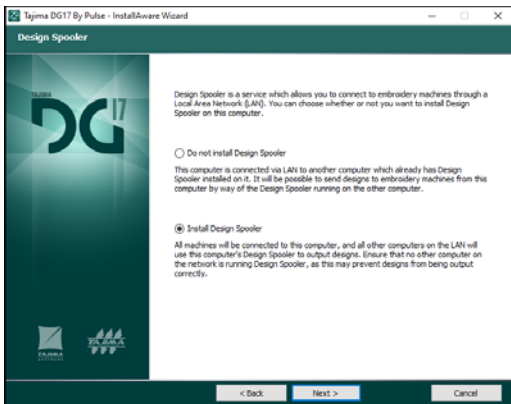 Tajima DG17 By Pulse - InstallAware Wizard
Design Spooler
TAJIMA
DG17
Design Spooler is a service which allows you to connect to embroidery machines through a
Local Area Network (LAN). You can choose whether or not you want to install Design
Spooler on this computer.
Do not install Design Spooler
This computer is connected via LAN to another computer which already has Design
Spooler installed on it. It will be possible to send designs to embroidery machines from this
computer by way of the Design Spooler running on the other computer.
Install Design Spooler
All machines will be connected to this computer, and all other computers on the LAN will
use this computer's Design Spooler to output designs. Ensure that no other computer on
the network is running Design Spooler, as this may prevent designs from being output
correctly.
TAJIMA
SOFTWARE
TAJIMA
< Back
Next >
Cancel